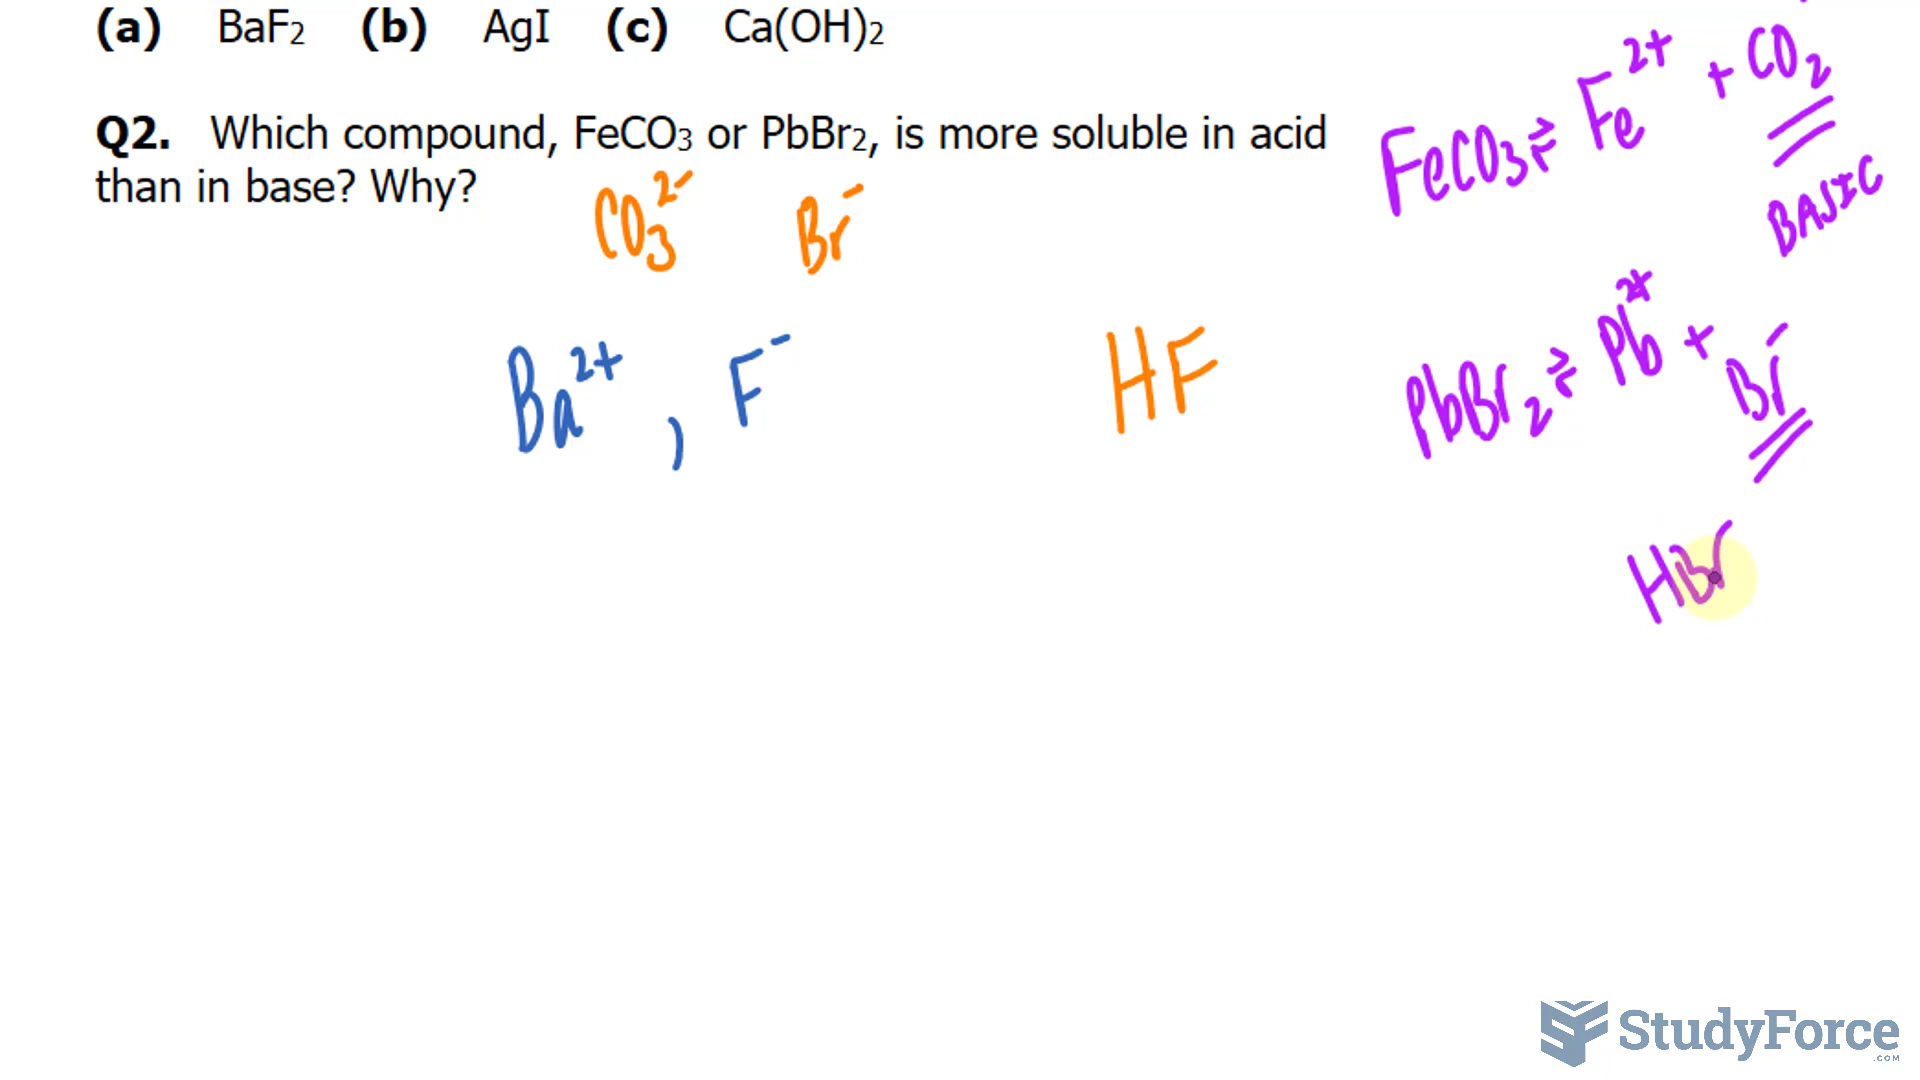 (a) BaF2 (b) AgI (c) Ca(OH)2
Q2. Which compound, FeCO3 or PbBr2, is more soluble in acid
than in base? Why?
CO3^2- Br^-
Ba^2+ , F^-
HF
FeCO3 ⇌ Fe^2+ + CO2
BASIC
PbBr2 ⇌ Pb^2+ + Br^-
HBr
StudyForce
.COM